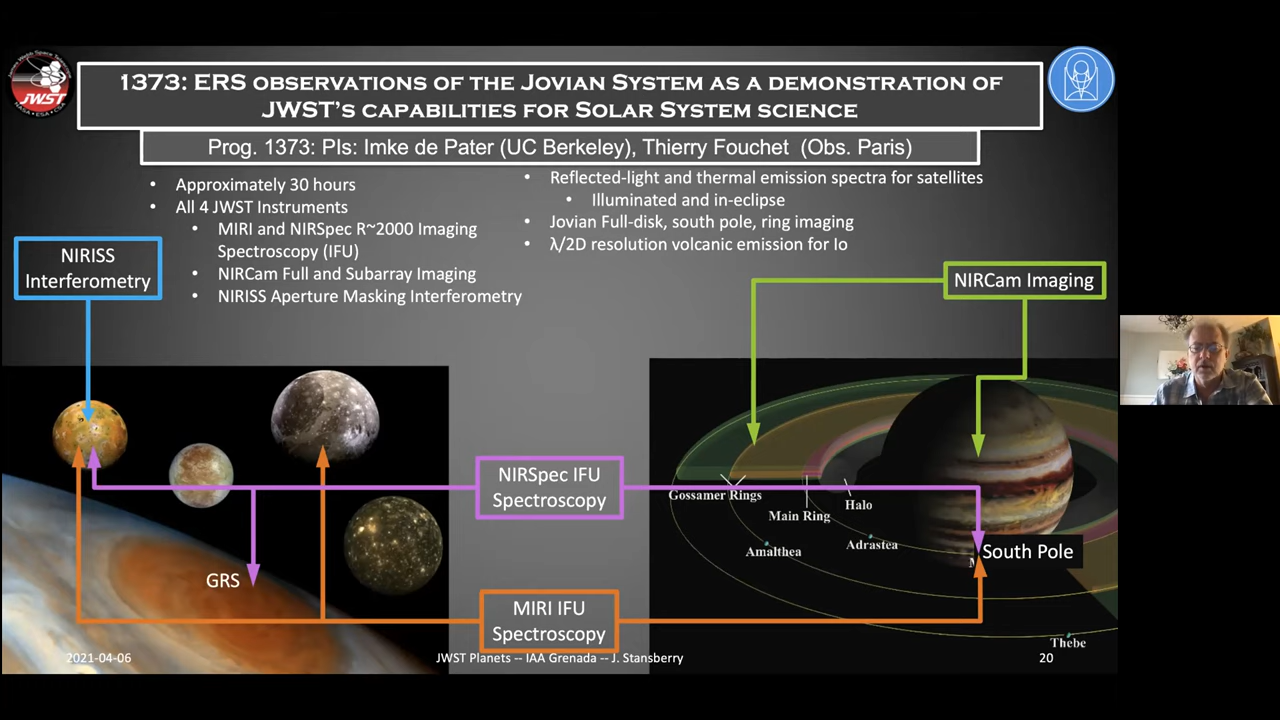 JWST
1373: ERS observations of the Jovian System as a demonstration of
JWST's capabilities for Solar System science
Prog. 1373: PIs: Imke de Pater (UC Berkeley), Thierry Fouchet (Obs. Paris)
• Approximately 30 hours
• All 4 JWST Instruments
• MIRI and NIRSpec R~2000 Imaging
Spectroscopy (IFU)
• NIRCam Full and Subarray Imaging
• NIRISS Aperture Masking Interferometry
• Reflected-light and thermal emission spectra for satellites
• Illuminated and in-eclipse
• Jovian Full-disk, south pole, ring imaging
• λ/2D resolution volcanic emission for Io
NIRISS
Interferometry
NIRCam Imaging
NIRSpec IFU
Spectroscopy
Gossamer Rings
Main Ring
Halo
Amalthea
Adrastea
South Pole
GRS
MIRI IFU
Spectroscopy
Thebe
2021-04-06
JWST Planets -- IAA Grenada -- J. Stansberry
20